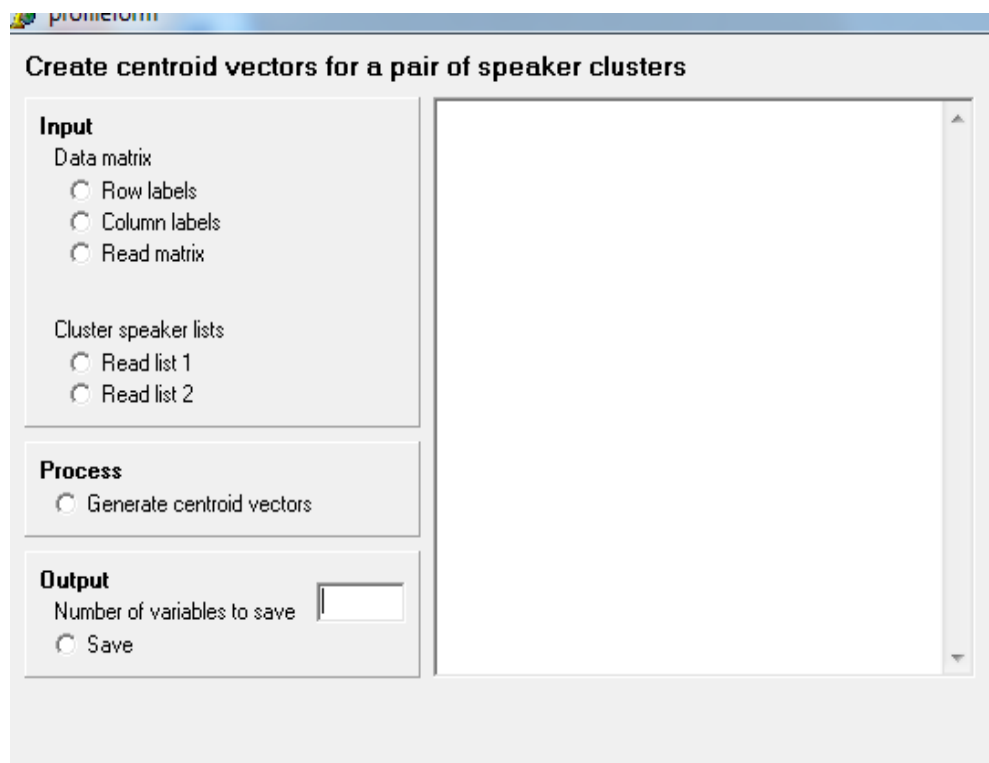 profileform
Create centroid vectors for a pair of speaker clusters
Input
Data matrix
Row labels
Column labels
Read matrix
Cluster speaker lists
Read list 1
Read list 2
Process
Generate centroid vectors
Output
Number of variables to save
Save